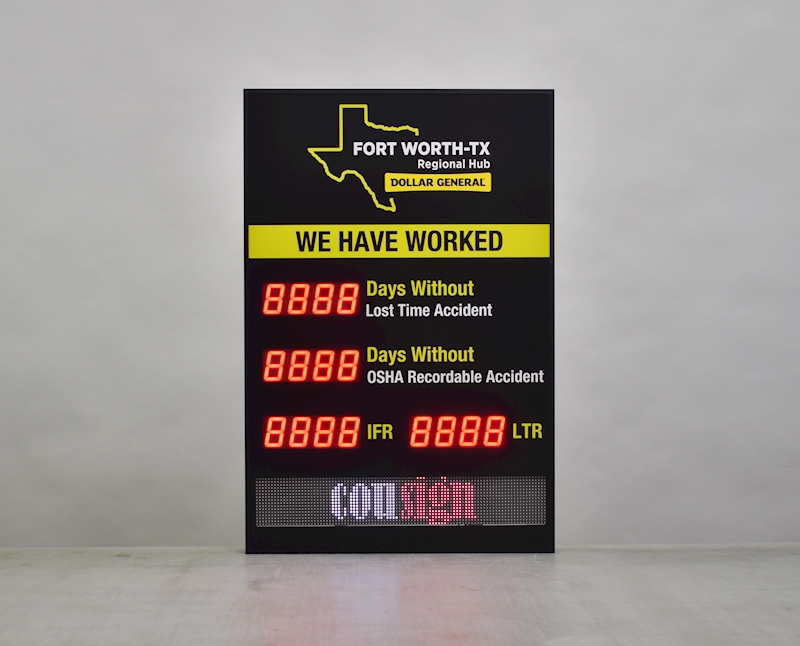 FORT WORTH-TX
Regional Hub
DOLLAR GENERAL
WE HAVE WORKED
8888 Days Without
Lost Time Accident
8888 Days Without
OSHA Recordable Accident
8888 IFR 8888 LTR
cousign